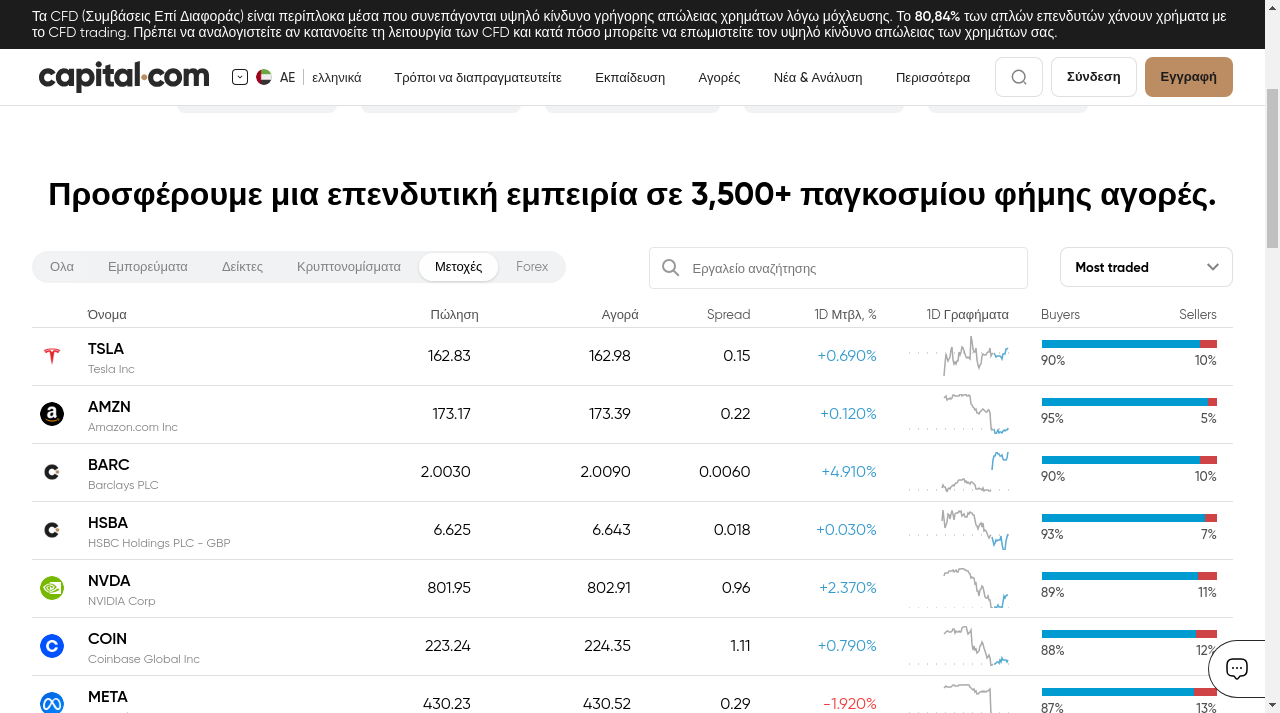 Τα CFD (Συμβάσεις Επί Διαφοράς) είναι περίπλοκα μέσα που συνεπάγονται υψηλό κίνδυνο γρήγορης απώλειας χρημάτων λόγω μόχλευσης. Το 80,84% των απλών επενδυτών χάνουν χρήματα με
το CFD trading. Πρέπει να αναλογιστείτε αν κατανοείτε τη λειτουργία των CFD και κατά πόσο μπορείτε να επωμιστείτε τον υψηλό κίνδυνο απώλειας των χρημάτων σας.
capital.com AE ελληνικά Τρόποι να διαπραγματευτείτε Εκπαίδευση Αγορές Νέα & Ανάλυση Περισσότερα Σύνδεση Εγγραφή
Προσφέρουμε μια επενδυτική εμπειρία σε 3,500+ παγκοσμίου φήμης αγορές.
Ολα Εμπορεύματα Δείκτες Κρυπτονομίσματα Μετοχές Forex Εργαλείο αναζήτησης Most traded
Όνομα Πώληση Αγορά Spread 1D Μτβλ, % 1D Γραφήματα Buyers Sellers
TSLA 162.83 162.98 0.15 +0.690%
Tesla Inc 90% 10%
AMZN 173.17 173.39 0.22 +0.120%
Amazon.com Inc 95% 5%
BARC 2.0030 2.0090 0.0060 +4.910%
Barclays PLC 90% 10%
HSBA 6.625 6.643 0.018 +0.030%
HSBC Holdings PLC - GBP 93% 7%
NVDA 801.95 802.91 0.96 +2.370%
NVIDIA Corp 89% 11%
COIN 223.24 224.35 1.11 +0.790%
Coinbase Global Inc 88% 12%
META 430.23 430.52 0.29 -1.920%
87% 13%